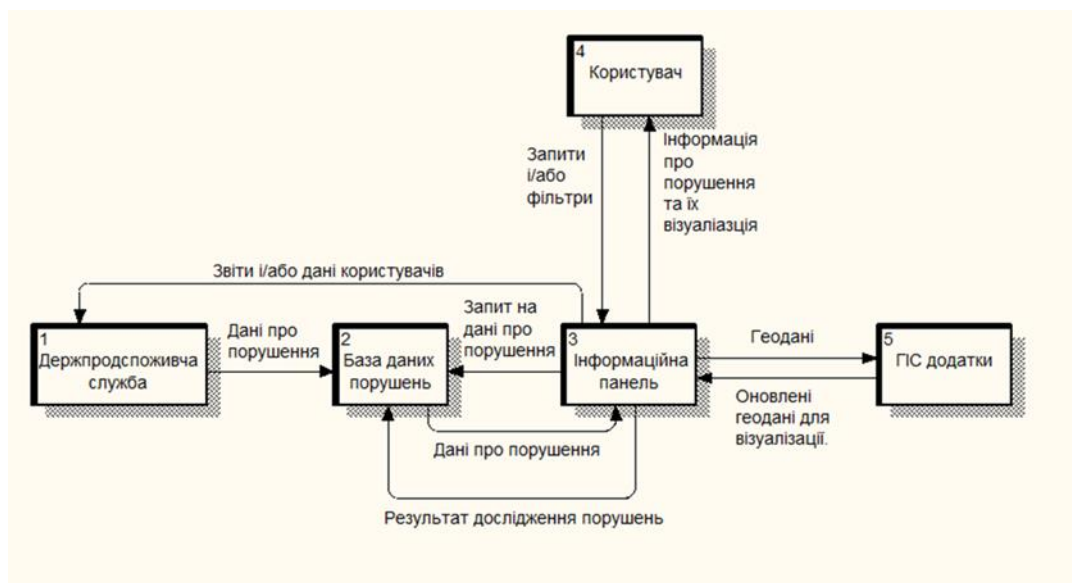 4
Користувач
Запити
і/або
фільтри
Інформація
про
порушення
та їх
візуаліазція
Звіти і/або дані користувачів
1
Держпродспоживча
служба
Дані про
порушення
2
База даних
порушень
Запит на
дані про
порушення
3
Інформаційна
панель
Геодані
5
ГІС додатки
Оновлені
геодані для
візуалізації.
Дані про порушення
Результат дослідження порушень